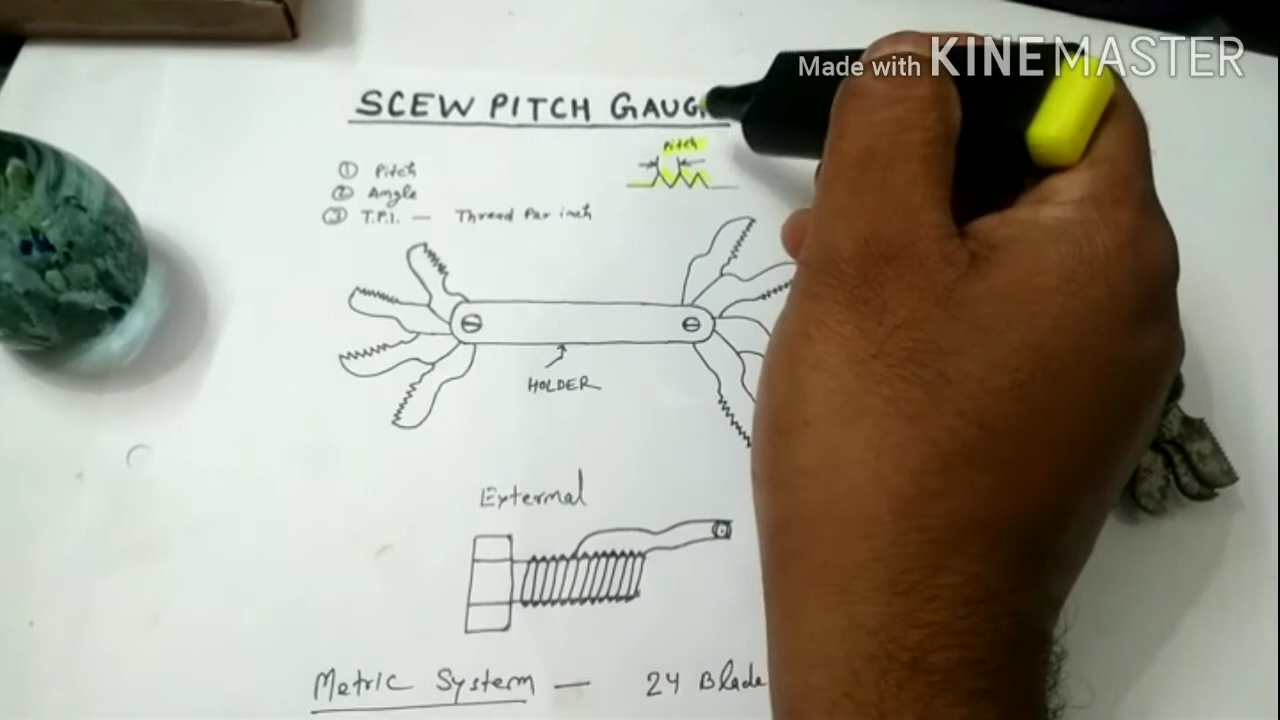 Made with KINEMASTER
SCEW PITCH GAUG
Pitch
① Pitch
② Angle
③ T.P.I. — Thread Par inch
HOLDER
Extermal
Metric System — 24 Blade